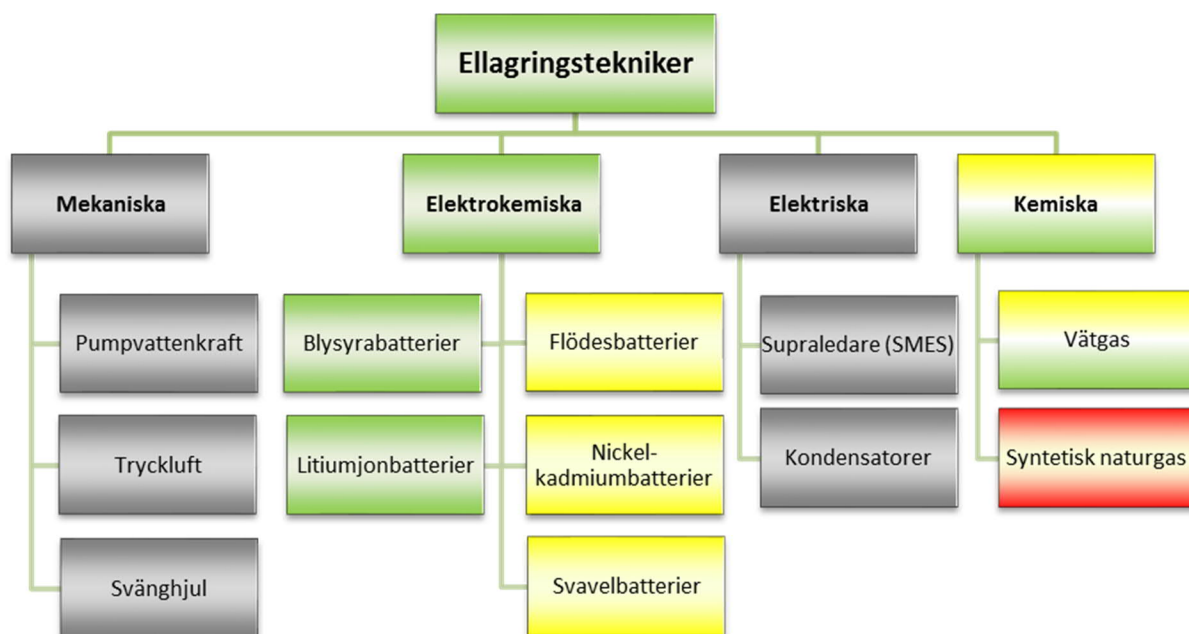 Ellagringstekniker
Mekaniska
Elektrokemiska
Elektriska
Kemiska
Pumpvattenkraft
Blysyrabatterier
Flödesbatterier
Supraledare (SMES)
Vätgas
Tryckluft
Litiumjonbatterier
Nickel-
kadmiumbatterier
Kondensatorer
Syntetisk naturgas
Svänghjul
Svavelbatterier